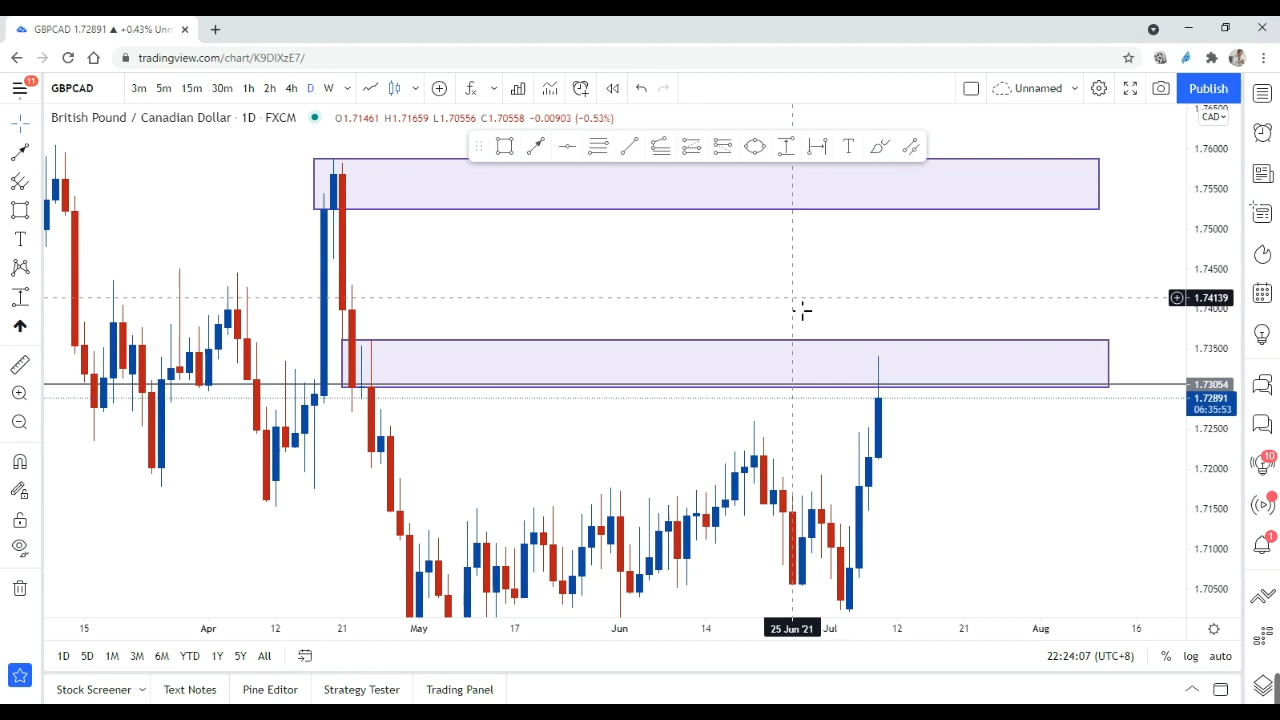 GBPCAD 1.72891 ▲ +0.43% Unn
tradingview.com/chart/K9DIXzE7/
11
GBPCAD
3m 5m 15m 30m 1h 2h 4h D W
Unnamed
Publish
British Pound / Canadian Dollar · 1D · FXCM
O1.71461 H1.71659 L1.70556 C1.70558 −0.00903 (−0.53%)
1.76500
CAD
1.76000
1.75500
1.75000
1.74500
1.74139
1.74000
1.73500
1.73054
1.72891
06:35:53
1.72500
1.72000
1.71500
1.71000
1.70500
10
1
15 Apr 12 21 May 17 Jun 14 25 Jun '21 Jul 12 21 Aug 16
1D 5D 1M 3M 6M YTD 1Y 5Y All
22:24:07 (UTC+8) % log auto
Stock Screener Text Notes Pine Editor Strategy Tester Trading Panel